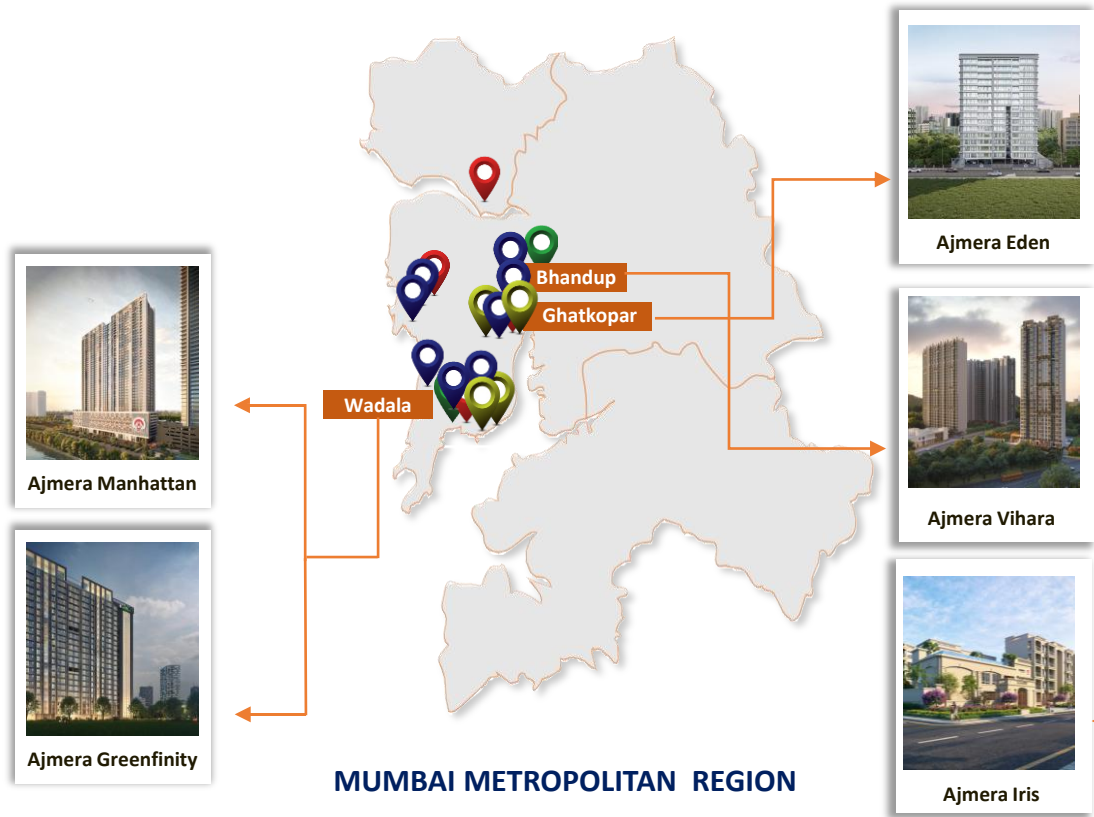 Ajmera Eden
Bhandup
Ghatkopar
Wadala
Ajmera Manhattan
Ajmera Vihara
Ajmera Greenfinity
MUMBAI METROPOLITAN REGION
Ajmera Iris